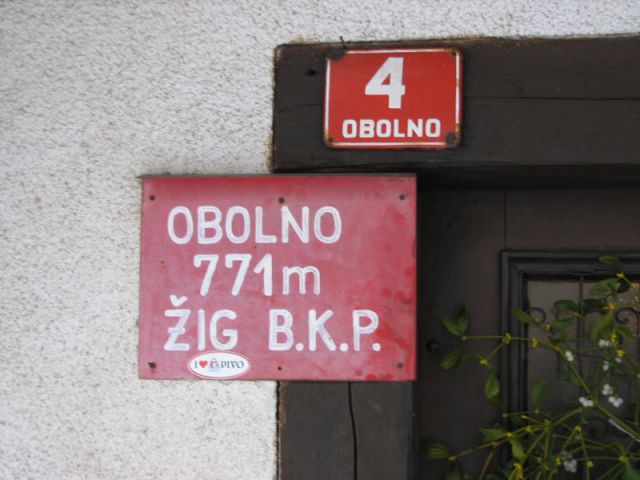 4
OBOLNO
OBOLNO
771m
ŽIG B.K.P.
I ♥ PIVO